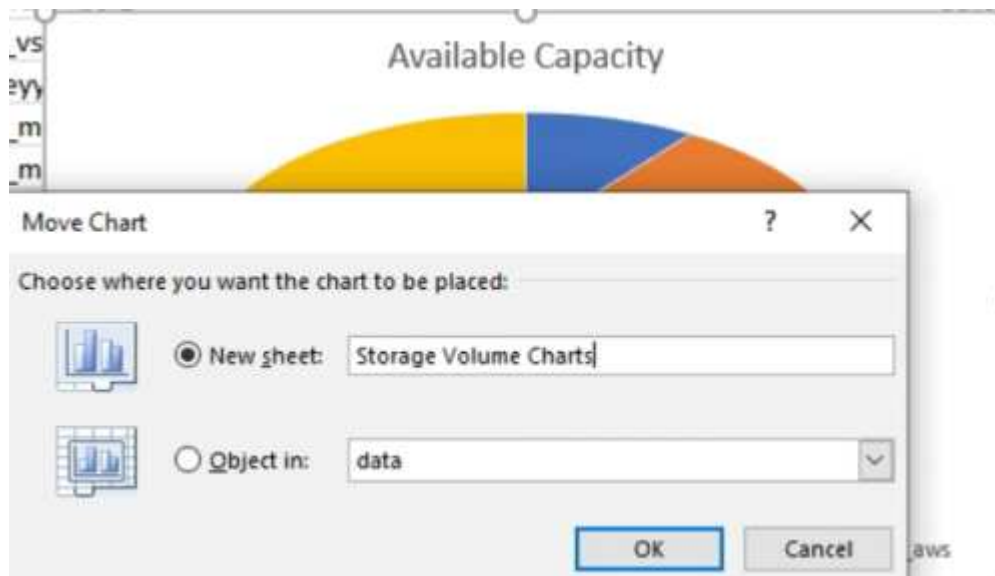 _vs
Available Capacity
_m
_m
Move Chart
?
Choose where you want the chart to be placed:
New sheet:
Storage Volume Charts
Object in:
data
OK
Cancel
_aws